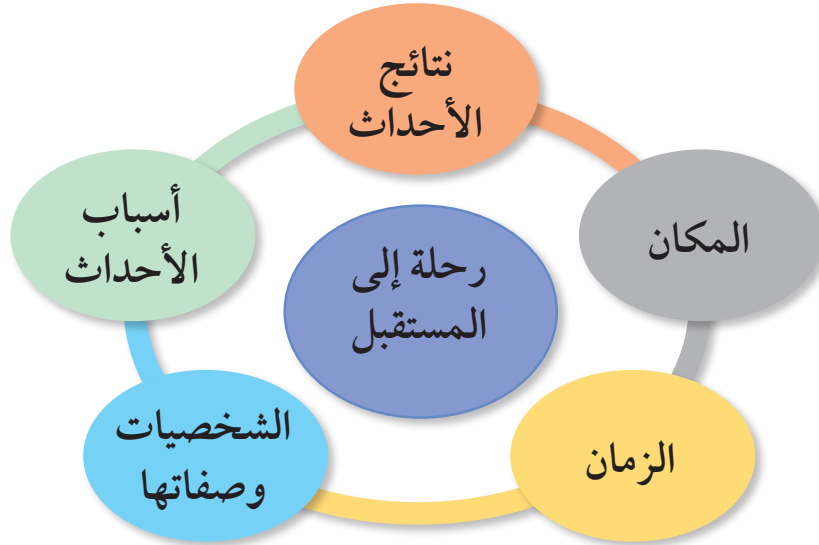 نتائج
الأحداث
المكان
أسباب
الأحداث
رحلة إلى
المستقبل
الزمان
الشخصيات
وصفاتها